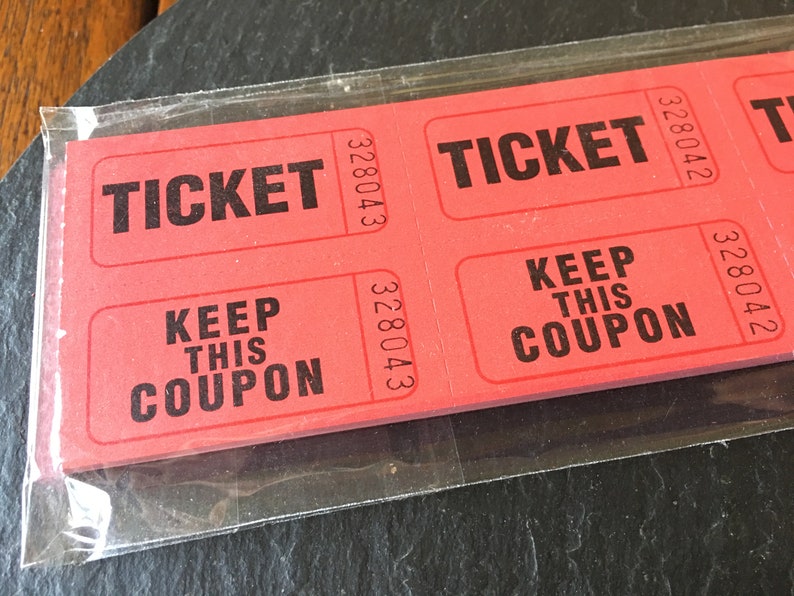 TICKET 328043
TICKET 328042
T
KEEP
THIS
COUPON
328043
KEEP
THIS
COUPON
328042